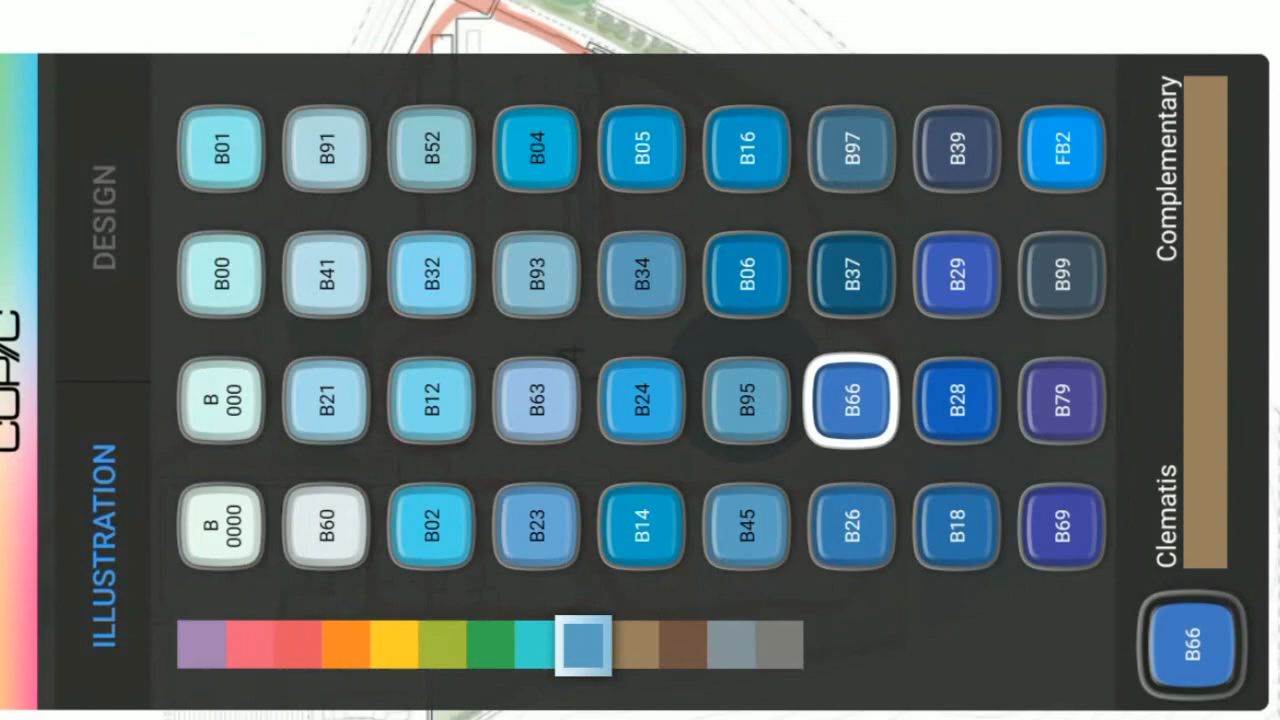 COPIC
ILLUSTRATION DESIGN
B 0000 B 000 B00 B01
B60 B21 B41 B91
B02 B12 B32 B52
B23 B63 B93 B04
B14 B24 B34 B05
B45 B95 B06 B16
B26 B66 B37 B97
B18 B28 B29 B39
B69 B79 B99 FB2
Clematis Complementary
B66